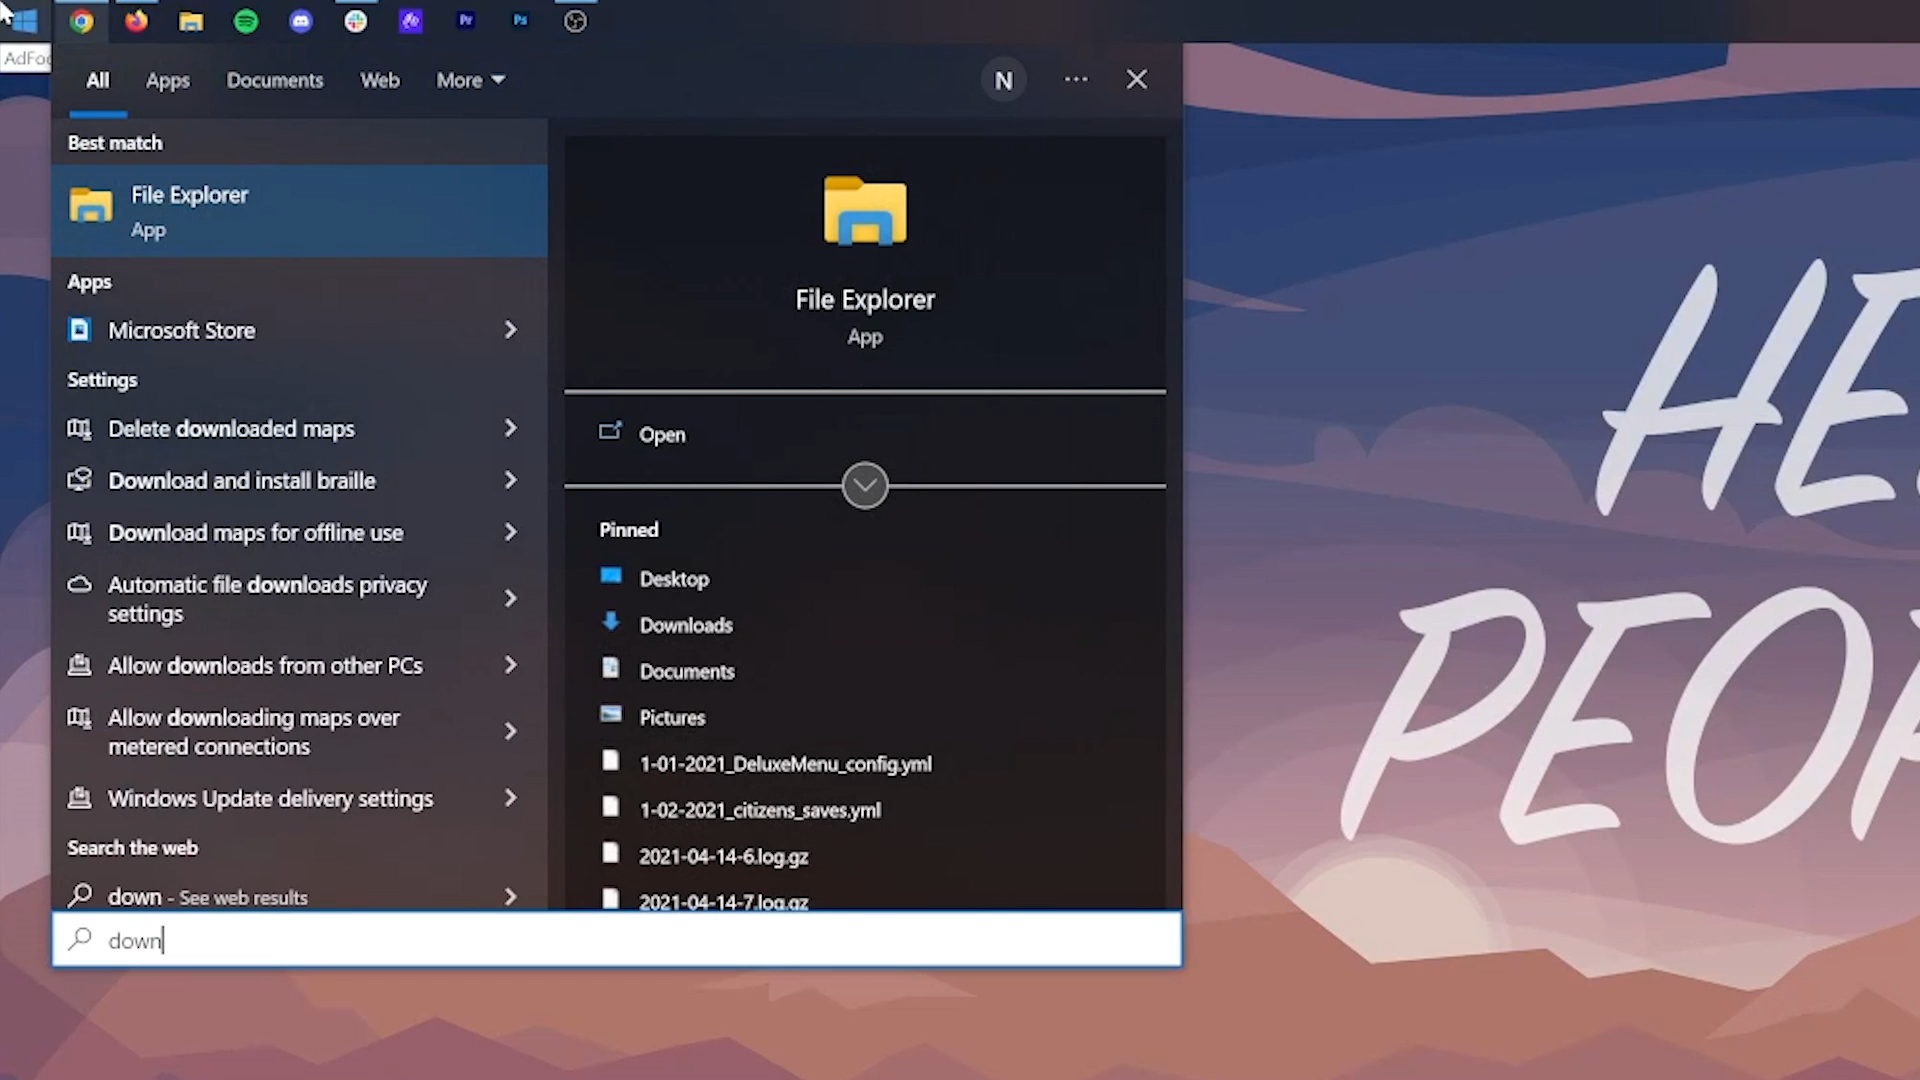 Pr
Ps
AdFoc
All
Apps
Documents
Web
More
N
Best match
File Explorer
App
Apps
Microsoft Store
Settings
Delete downloaded maps
Download and install braille
Download maps for offline use
Automatic file downloads privacy
settings
Allow downloads from other PCs
Allow downloading maps over
metered connections
Windows Update delivery settings
Search the web
down - See web results
down
File Explorer
App
Open
Pinned
Desktop
Downloads
Documents
Pictures
1-01-2021_DeluxeMenu_config.yml
1-02-2021_citizens_saves.yml
2021-04-14-6.log.gz
2021-04-14-7.log.gz
HE
PEOP